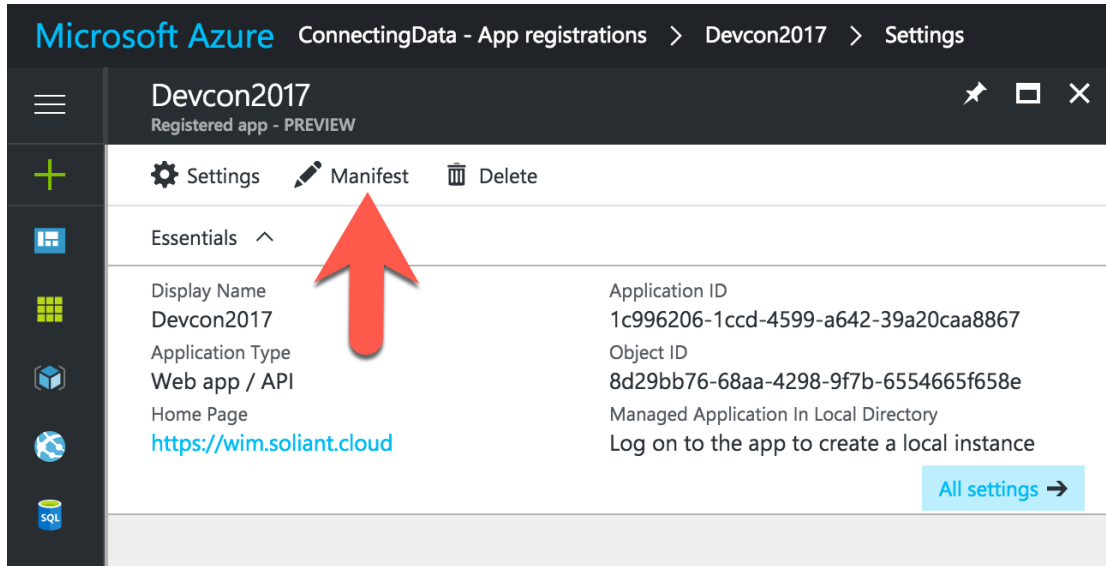 Microsoft Azure ConnectingData - App registrations > Devcon2017 > Settings
Devcon2017
Registered app - PREVIEW
Settings Manifest Delete
Essentials
Display Name
Devcon2017
Application Type
Web app / API
Home Page
https://wim.soliant.cloud
Application ID
1c996206-1ccd-4599-a642-39a20caa8867
Object ID
8d29bb76-68aa-4298-9f7b-6554665f658e
Managed Application In Local Directory
Log on to the app to create a local instance
All settings →
SQL